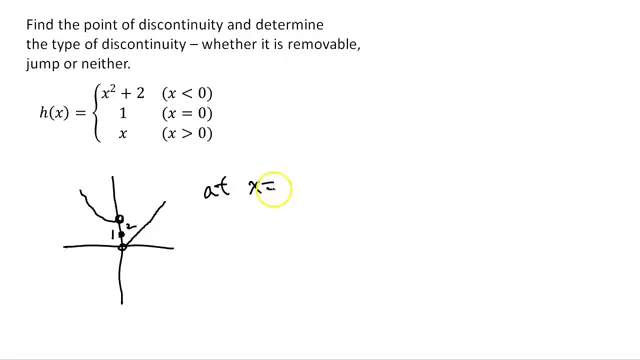 Find the point of discontinuity and determine
the type of discontinuity – whether it is removable,
jump or neither.
h(x) = { x² + 2 (x < 0)
1 (x = 0)
x (x > 0)
at x=
2
1